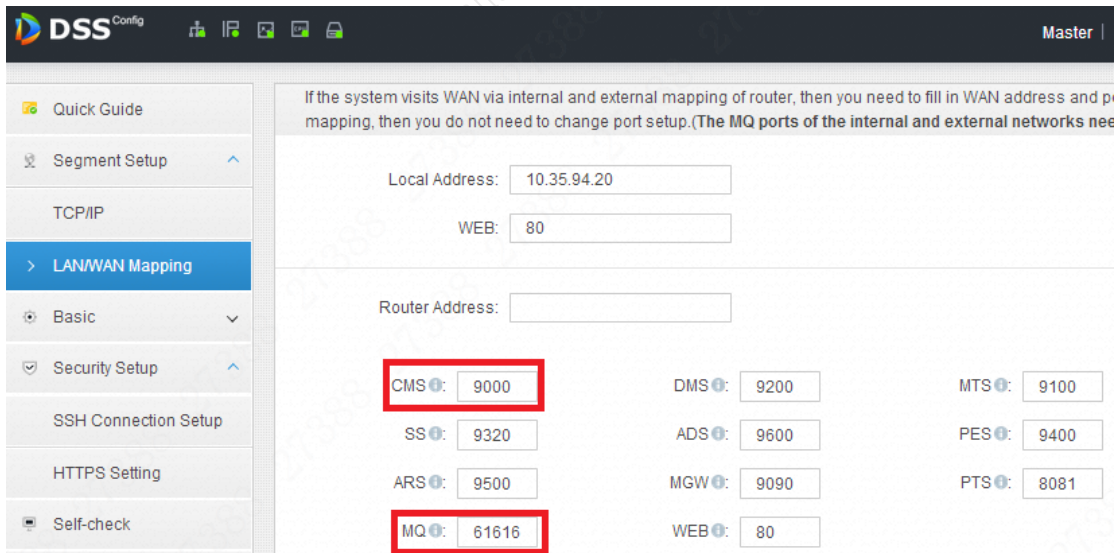 DSS Config
Master |
Quick Guide
Segment Setup
TCP/IP
LAN/WAN Mapping
Basic
Security Setup
SSH Connection Setup
HTTPS Setting
Self-check
If the system visits WAN via internal and external mapping of router, then you need to fill in WAN address and
mapping, then you do not need to change port setup.(The MQ ports of the internal and external networks
Local Address: 10.35.94.20
WEB: 80
Router Address:
CMS: 9000 DMS: 9200 MTS: 9100
SS: 9320 ADS: 9600 PES: 9400
ARS: 9500 MGW: 9090 PTS: 8081
MQ: 61616 WEB: 80